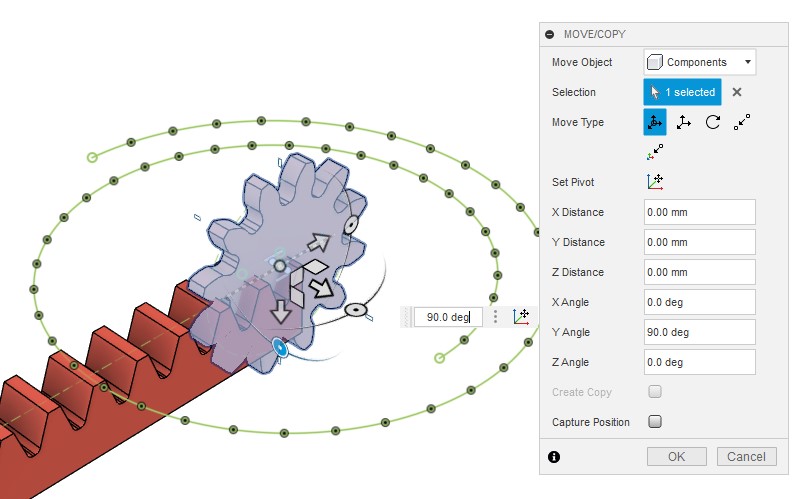 MOVE/COPY
Move Object Components
Selection 1 selected
Move Type
Set Pivot
X Distance 0.00 mm
Y Distance 0.00 mm
Z Distance 0.00 mm
X Angle 0.0 deg
90.0 deg
Y Angle 90.0 deg
Z Angle 0.0 deg
Create Copy
Capture Position
OK Cancel